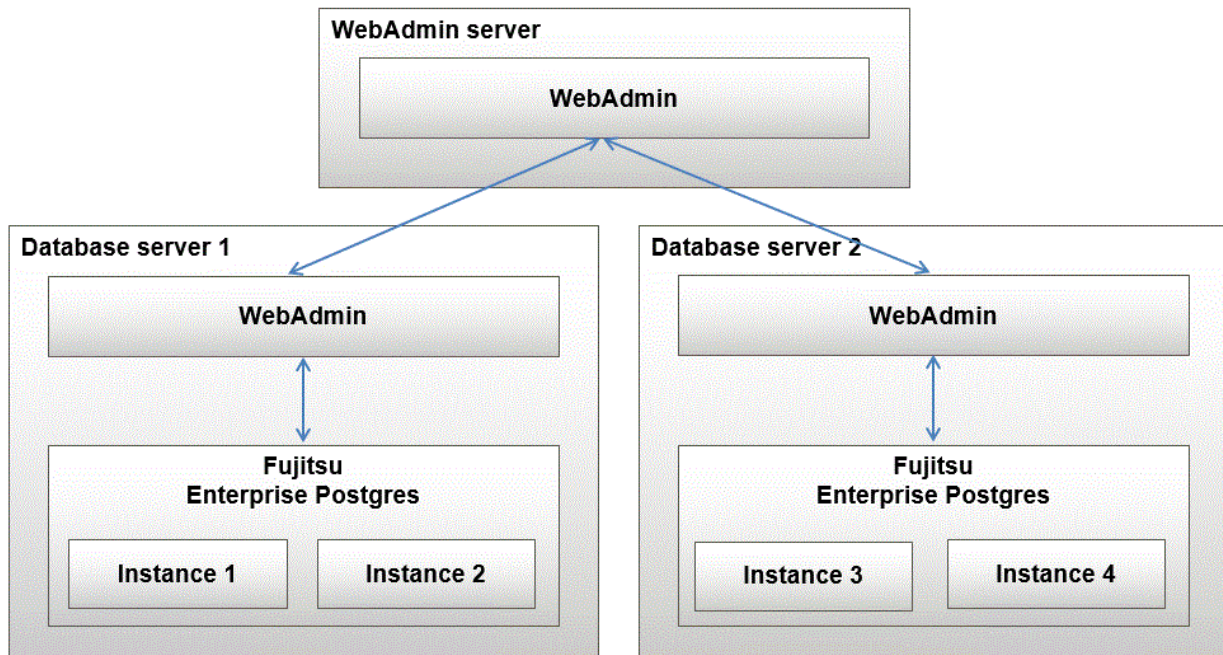 WebAdmin server
WebAdmin
Database server 1
WebAdmin
Fujitsu
Enterprise Postgres
Instance 1
Instance 2
Database server 2
WebAdmin
Fujitsu
Enterprise Postgres
Instance 3
Instance 4